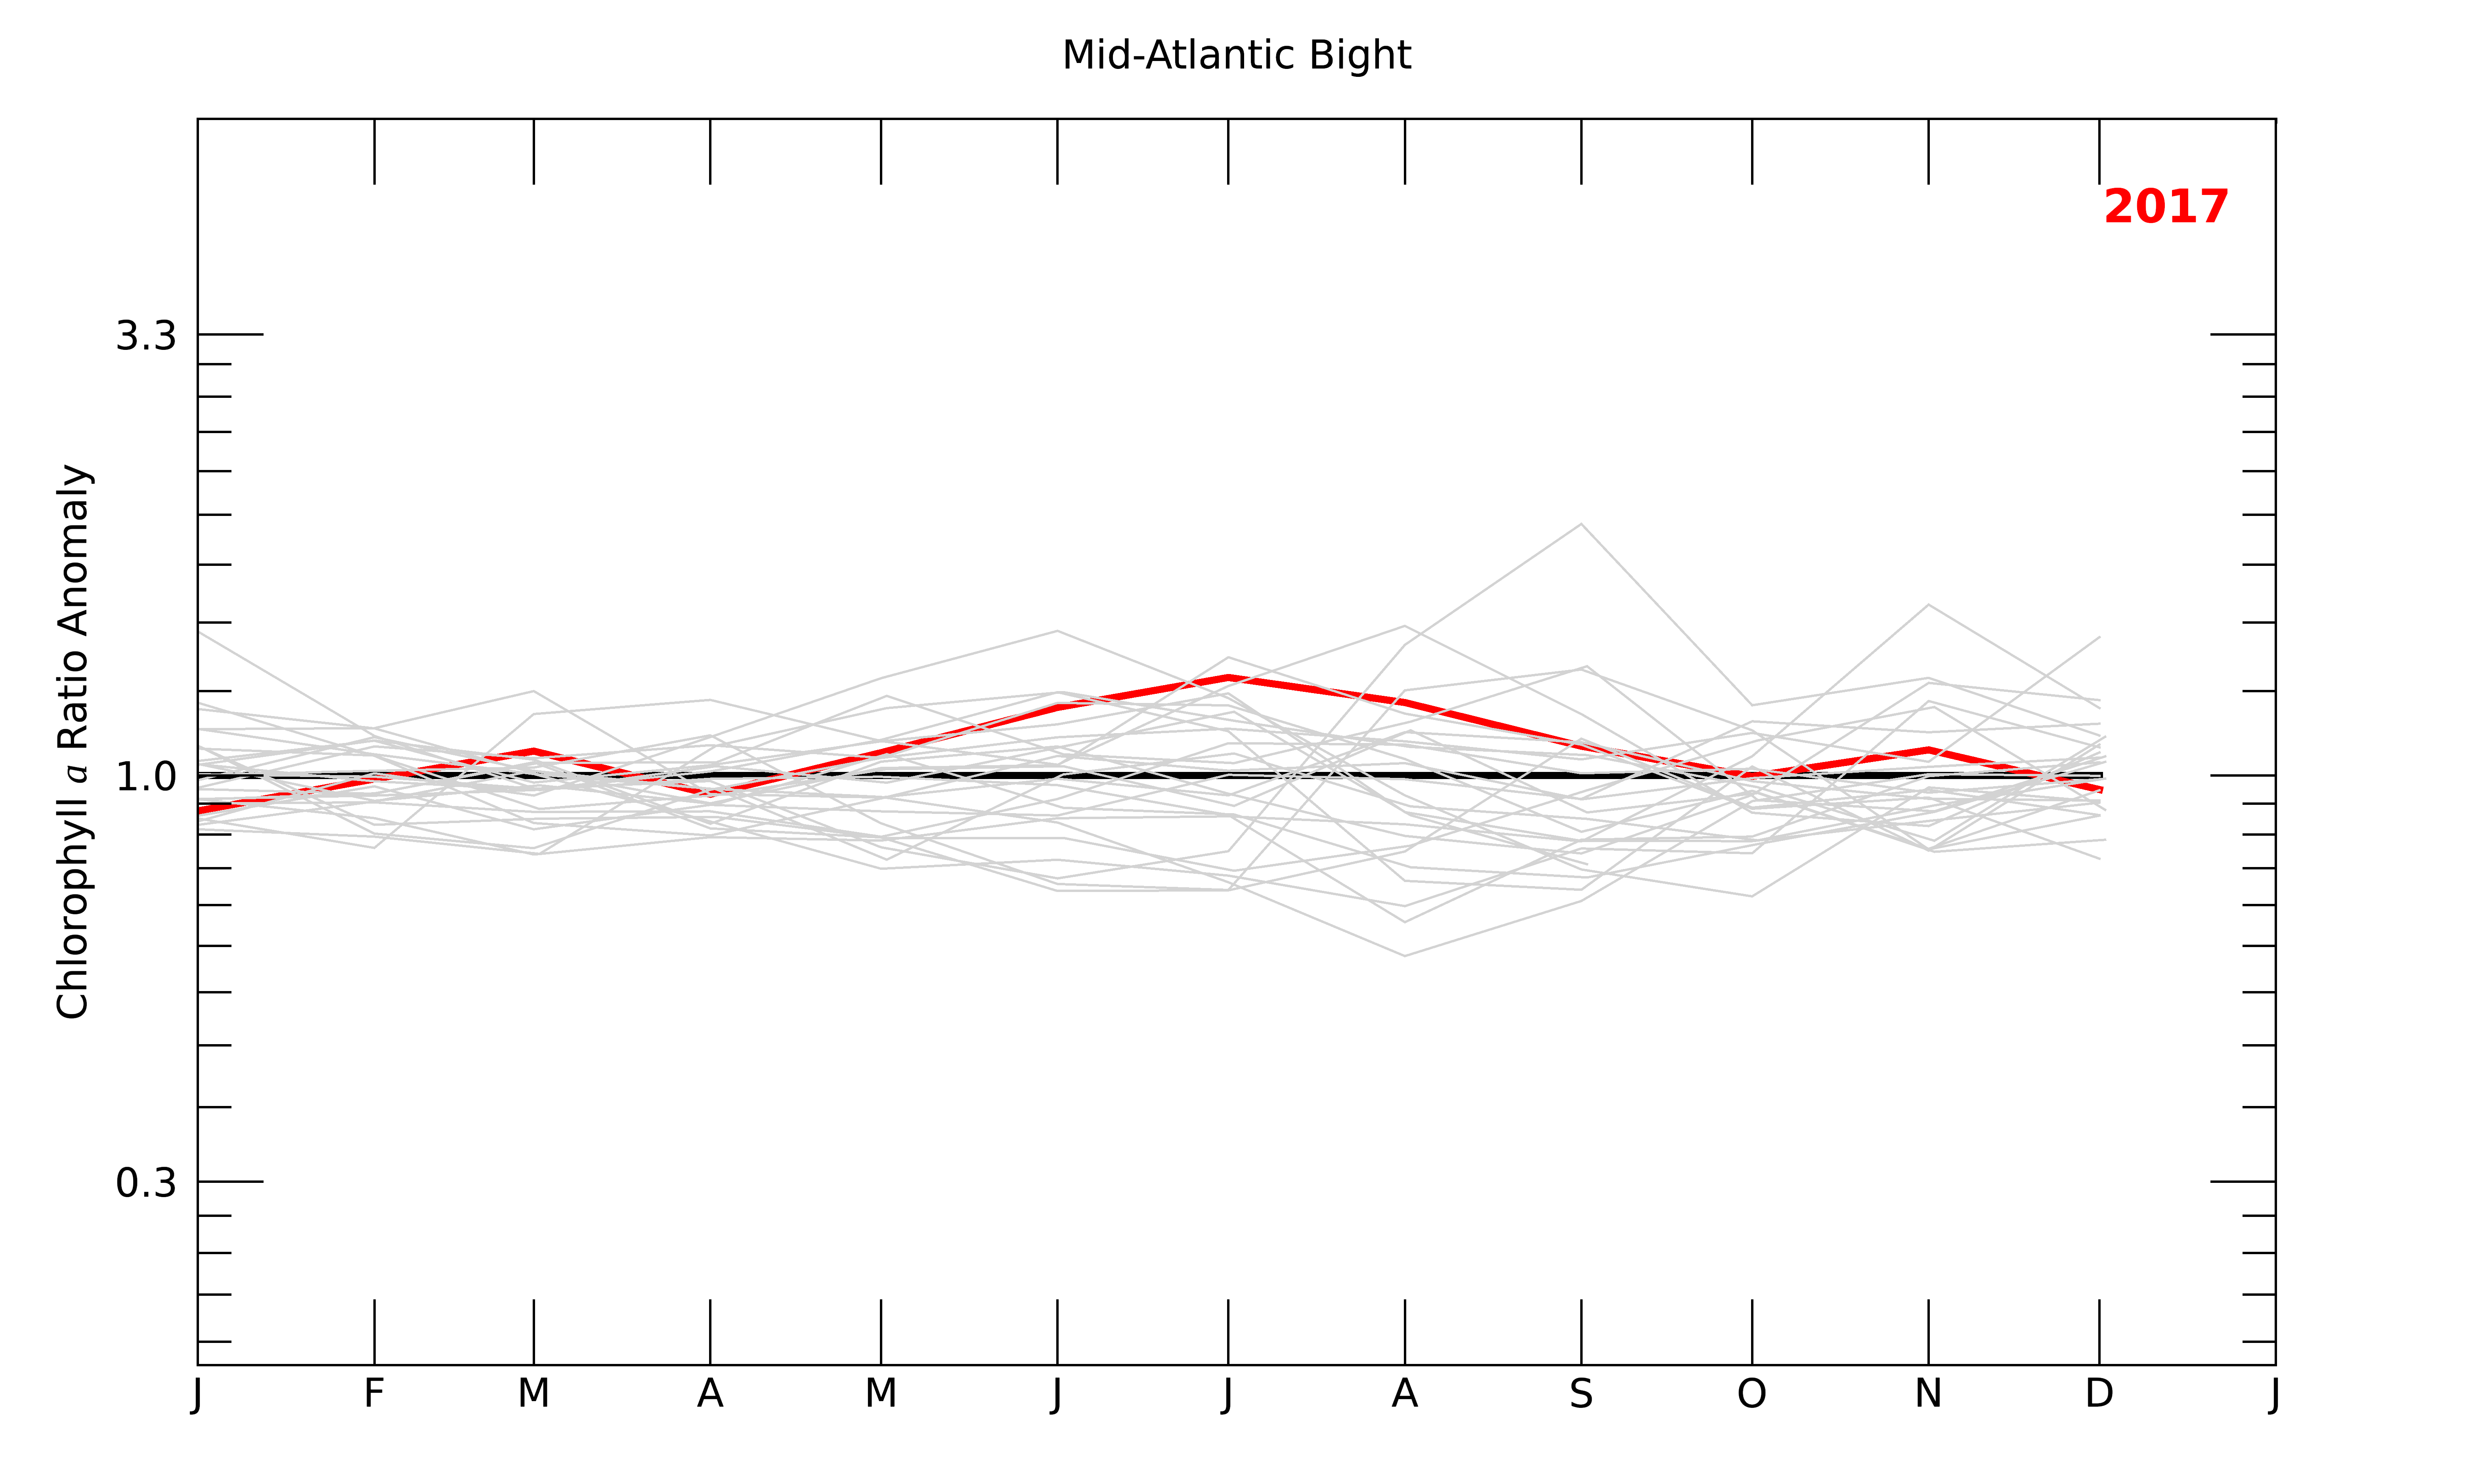 Mid-Atlantic Bight
2017
3.3
1.0
0.3
Chlorophyll a Ratio Anomaly
J F M A M J J A S O N D J